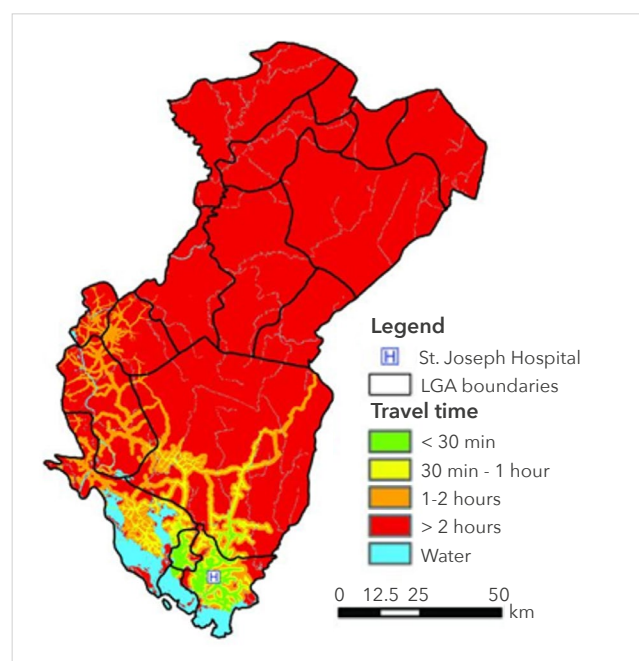 Legend
H St. Joseph Hospital
LGA boundaries
Travel time
< 30 min
30 min - 1 hour
1-2 hours
> 2 hours
Water
0 12.5 25 50
km
H